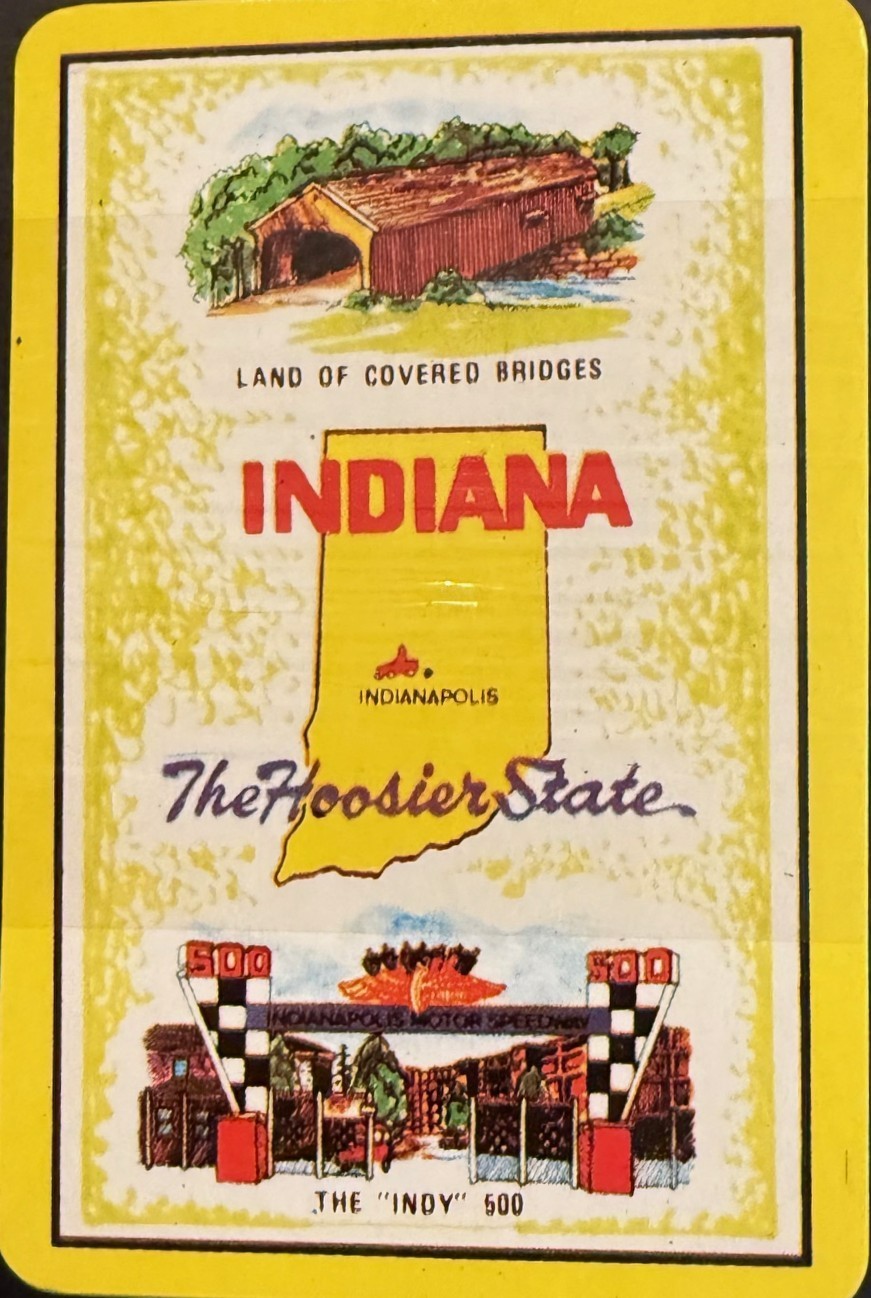 LAND OF COVERED BRIDGES
INDIANA
INDIANAPOLIS
The Hoosier State
500 500
INDIANAPOLIS MOTOR SPEEDWAY
THE "INDY" 500